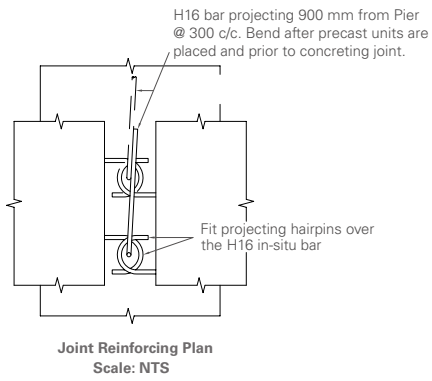 H16 bar projecting 900 mm from Pier
@ 300 c/c. Bend after precast units are
placed and prior to concreting joint.
Fit projecting hairpins over
the H16 in-situ bar
Joint Reinforcing Plan
Scale: NTS